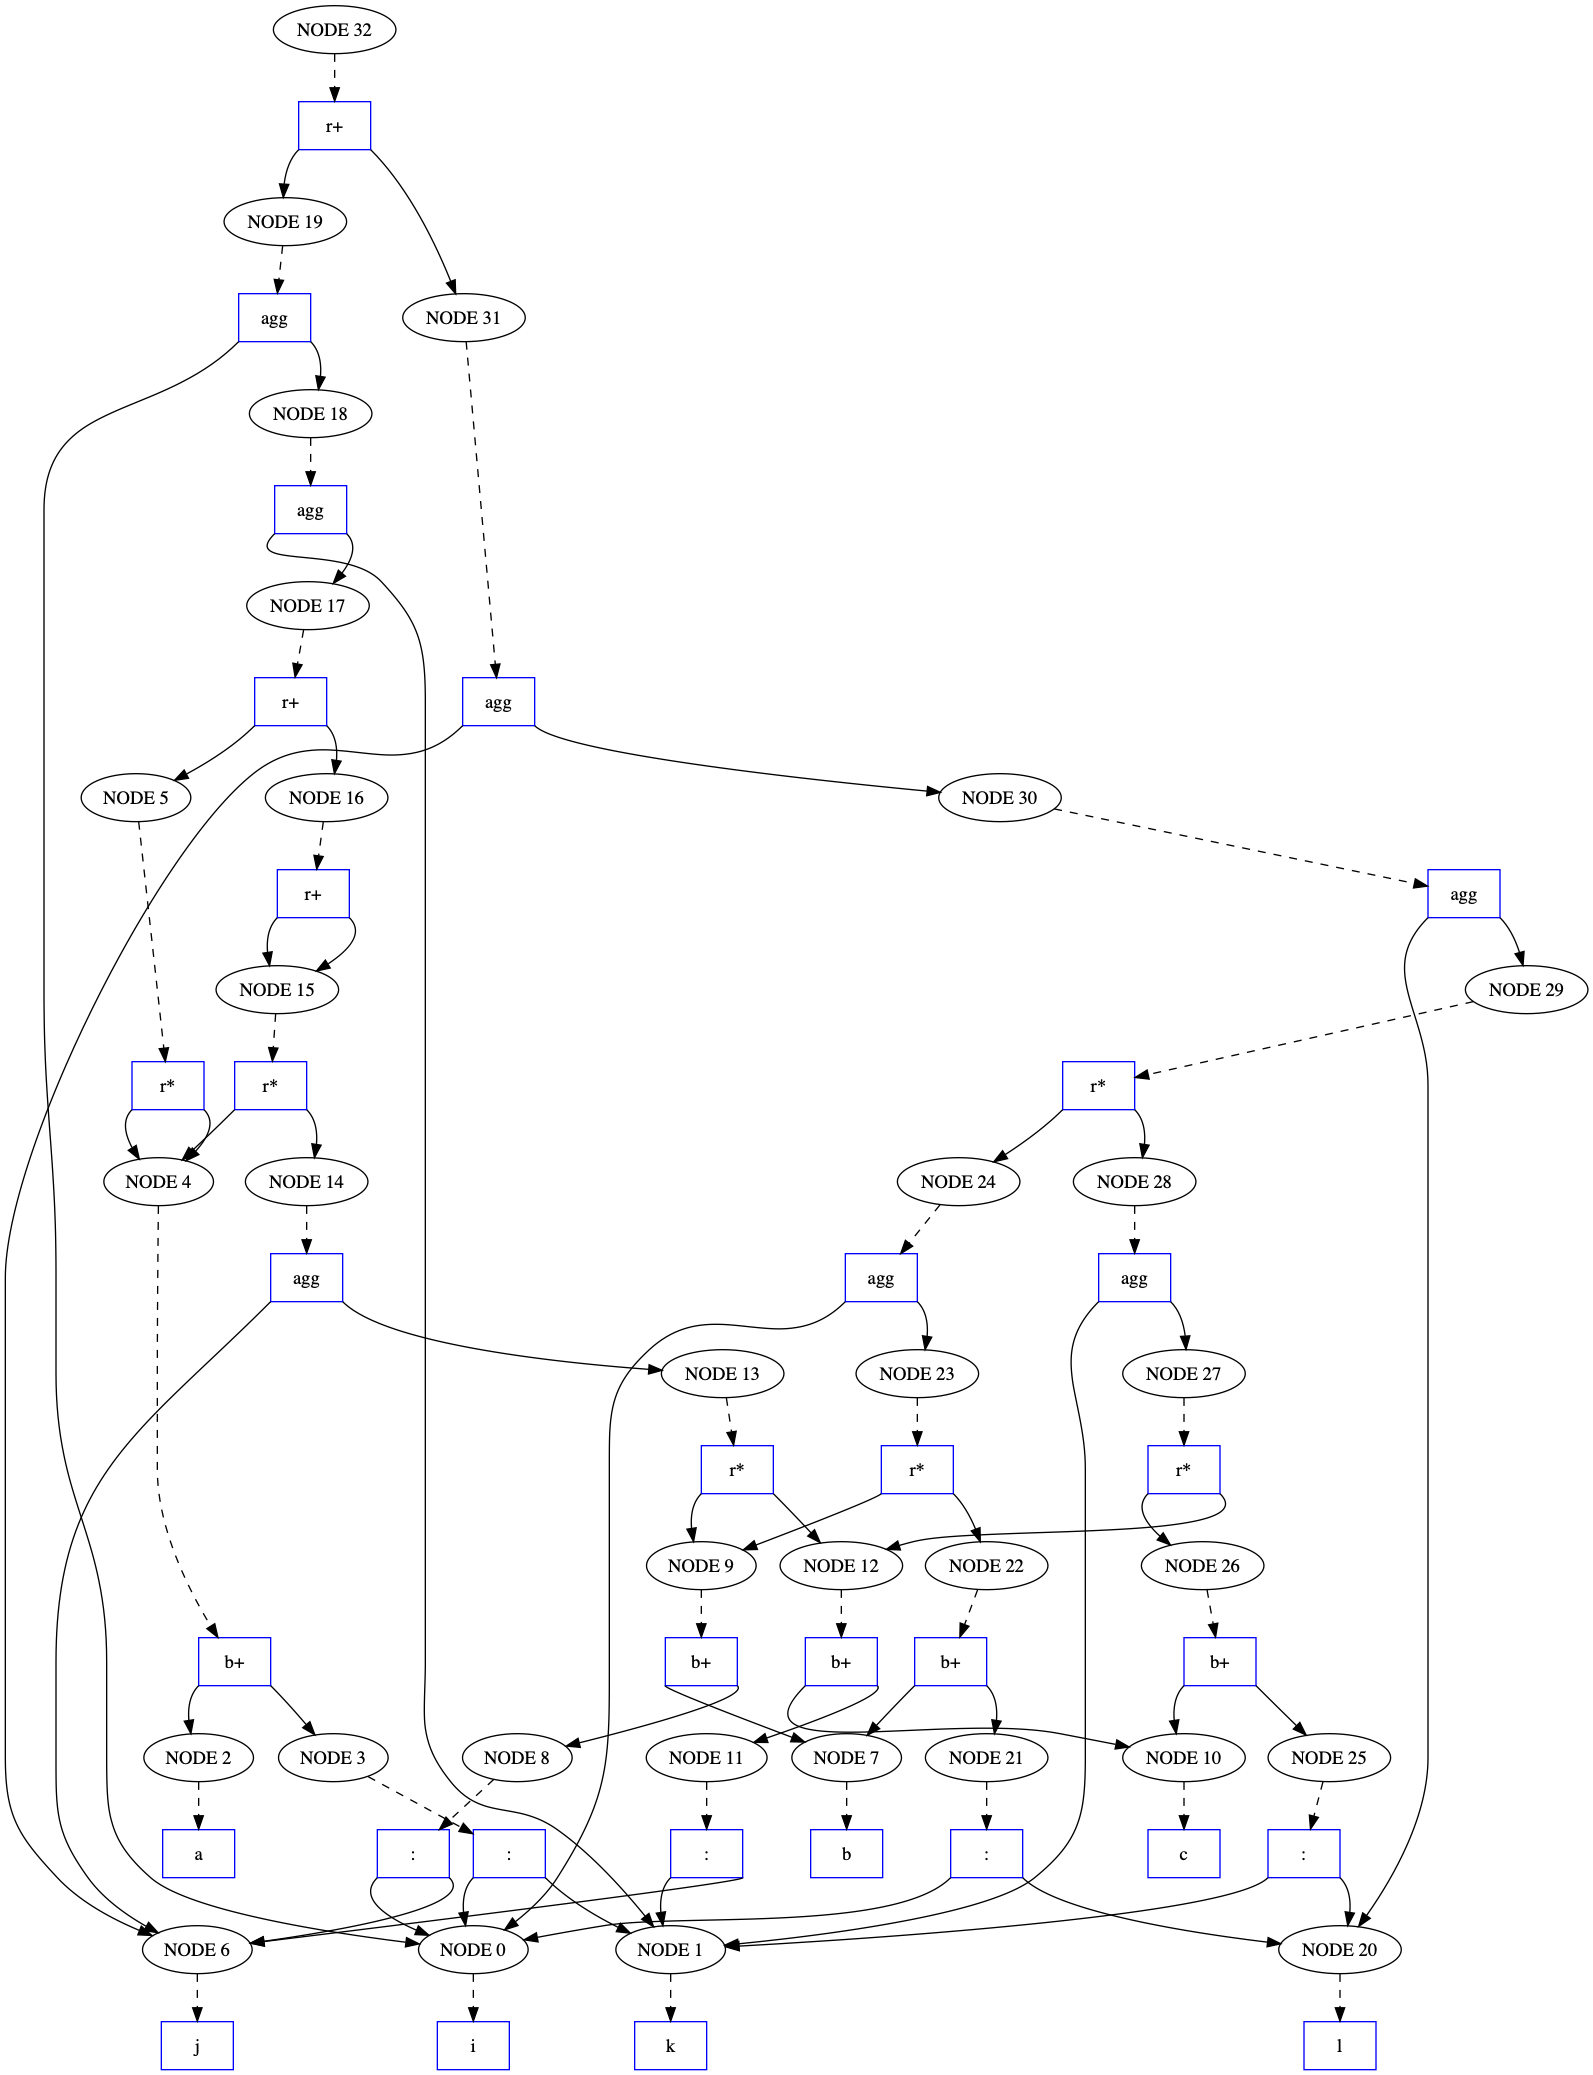 NODE 32
r+
NODE 19
agg
NODE 31
NODE 18
agg
NODE 17
r+
agg
NODE 5
NODE 16
NODE 30
r+
agg
NODE 15
NODE 29
r*
r*
r*
NODE 4
NODE 14
NODE 24
NODE 28
agg
agg
agg
NODE 13
NODE 23
NODE 27
r*
r*
r*
NODE 9
NODE 12
NODE 22
NODE 26
b+
b+
b+
b+
b+
NODE 2
NODE 3
NODE 8
NODE 11
NODE 7
NODE 21
NODE 10
NODE 25
a
:
:
:
b
:
c
:
NODE 6
NODE 0
NODE 1
NODE 20
j
i
k
l